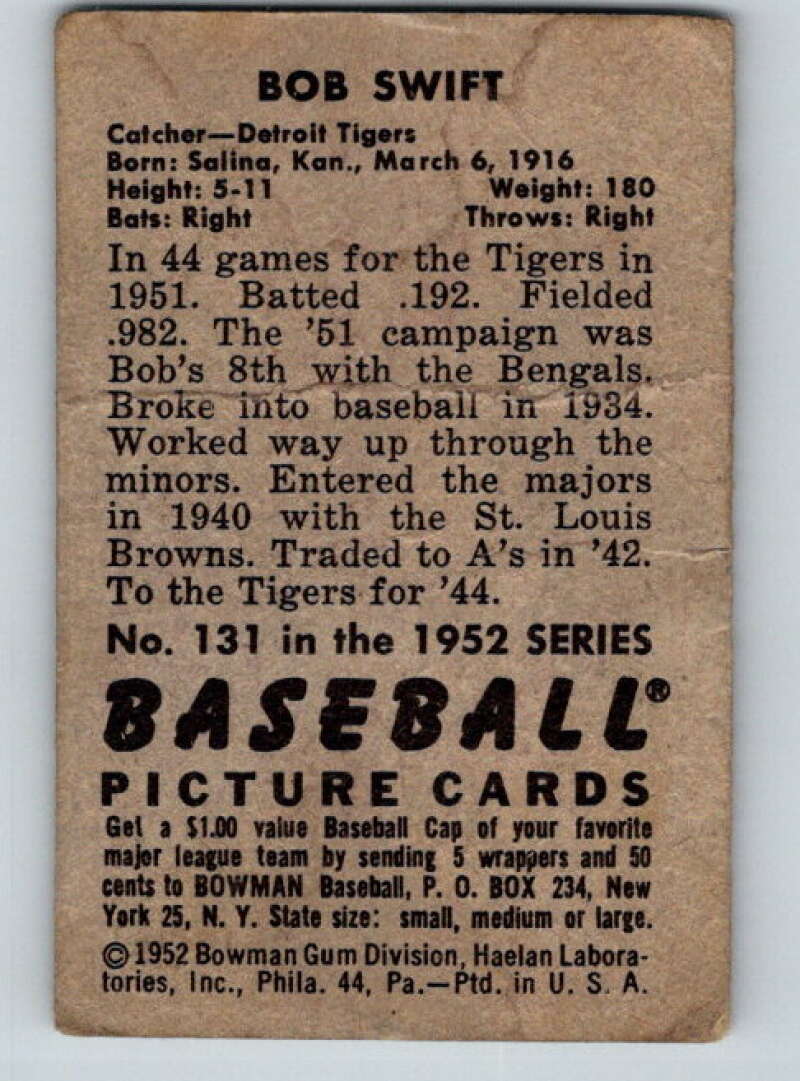 BOB SWIFT
Catcher—Detroit Tigers
Born: Salina, Kan., March 6, 1916
Height: 5-11 Weight: 180
Bats: Right Throws: Right
In 44 games for the Tigers in
1951. Batted .192. Fielded
.982. The '51 campaign was
Bob's 8th with the Bengals.
Broke into baseball in 1934.
Worked way up through the
minors. Entered the majors
in 1940 with the St. Louis
Browns. Traded to A's in '42.
To the Tigers for '44.
No. 131 in the 1952 SERIES
BASEBALL®
PICTURE CARDS
Get a $1.00 value Baseball Cap of your favorite
major league team by sending 5 wrappers and 50
cents to BOWMAN Baseball, P. O. BOX 234, New
York 25, N. Y. State size: small, medium or large.
©1952 Bowman Gum Division, Haelan Labora-
tories, Inc., Phila. 44, Pa.—Ptd. in U. S. A.